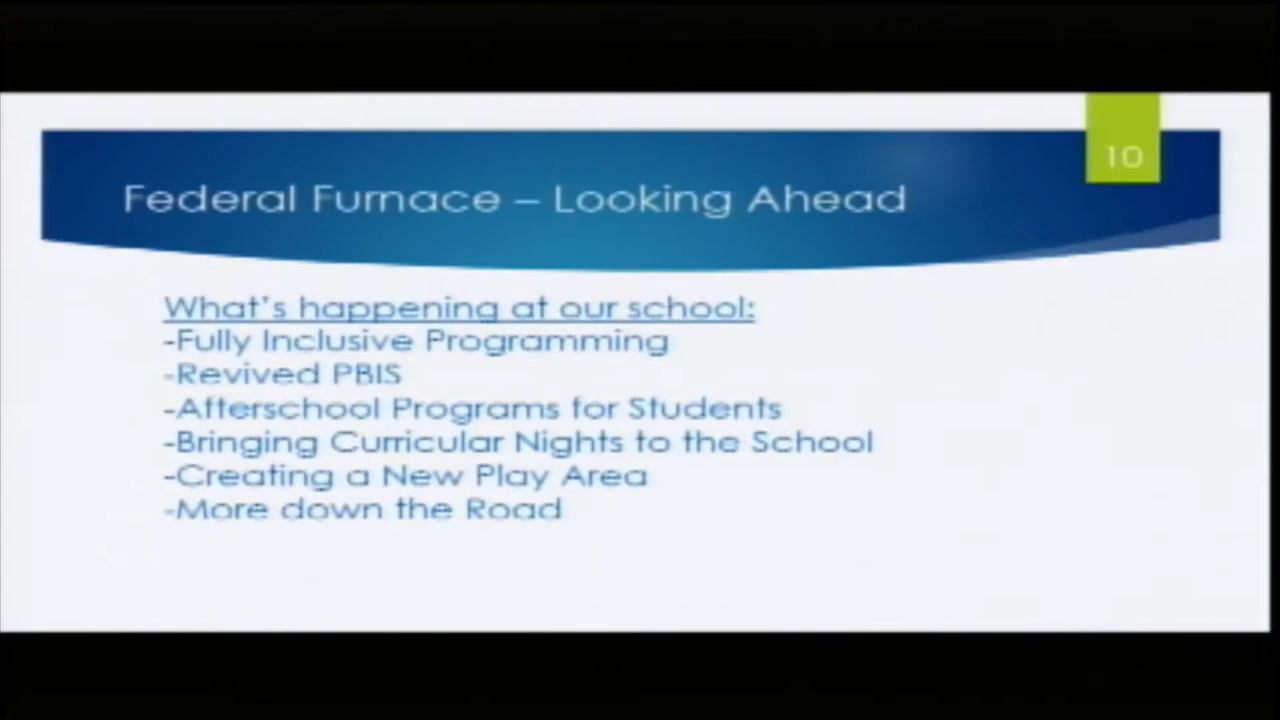 10
Federal Furnace – Looking Ahead
What's happening at our school:
-Fully Inclusive Programming
-Revived PBIS
-Afterschool Programs for Students
-Bringing Curricular Nights to the School
-Creating a New Play Area
-More down the Road